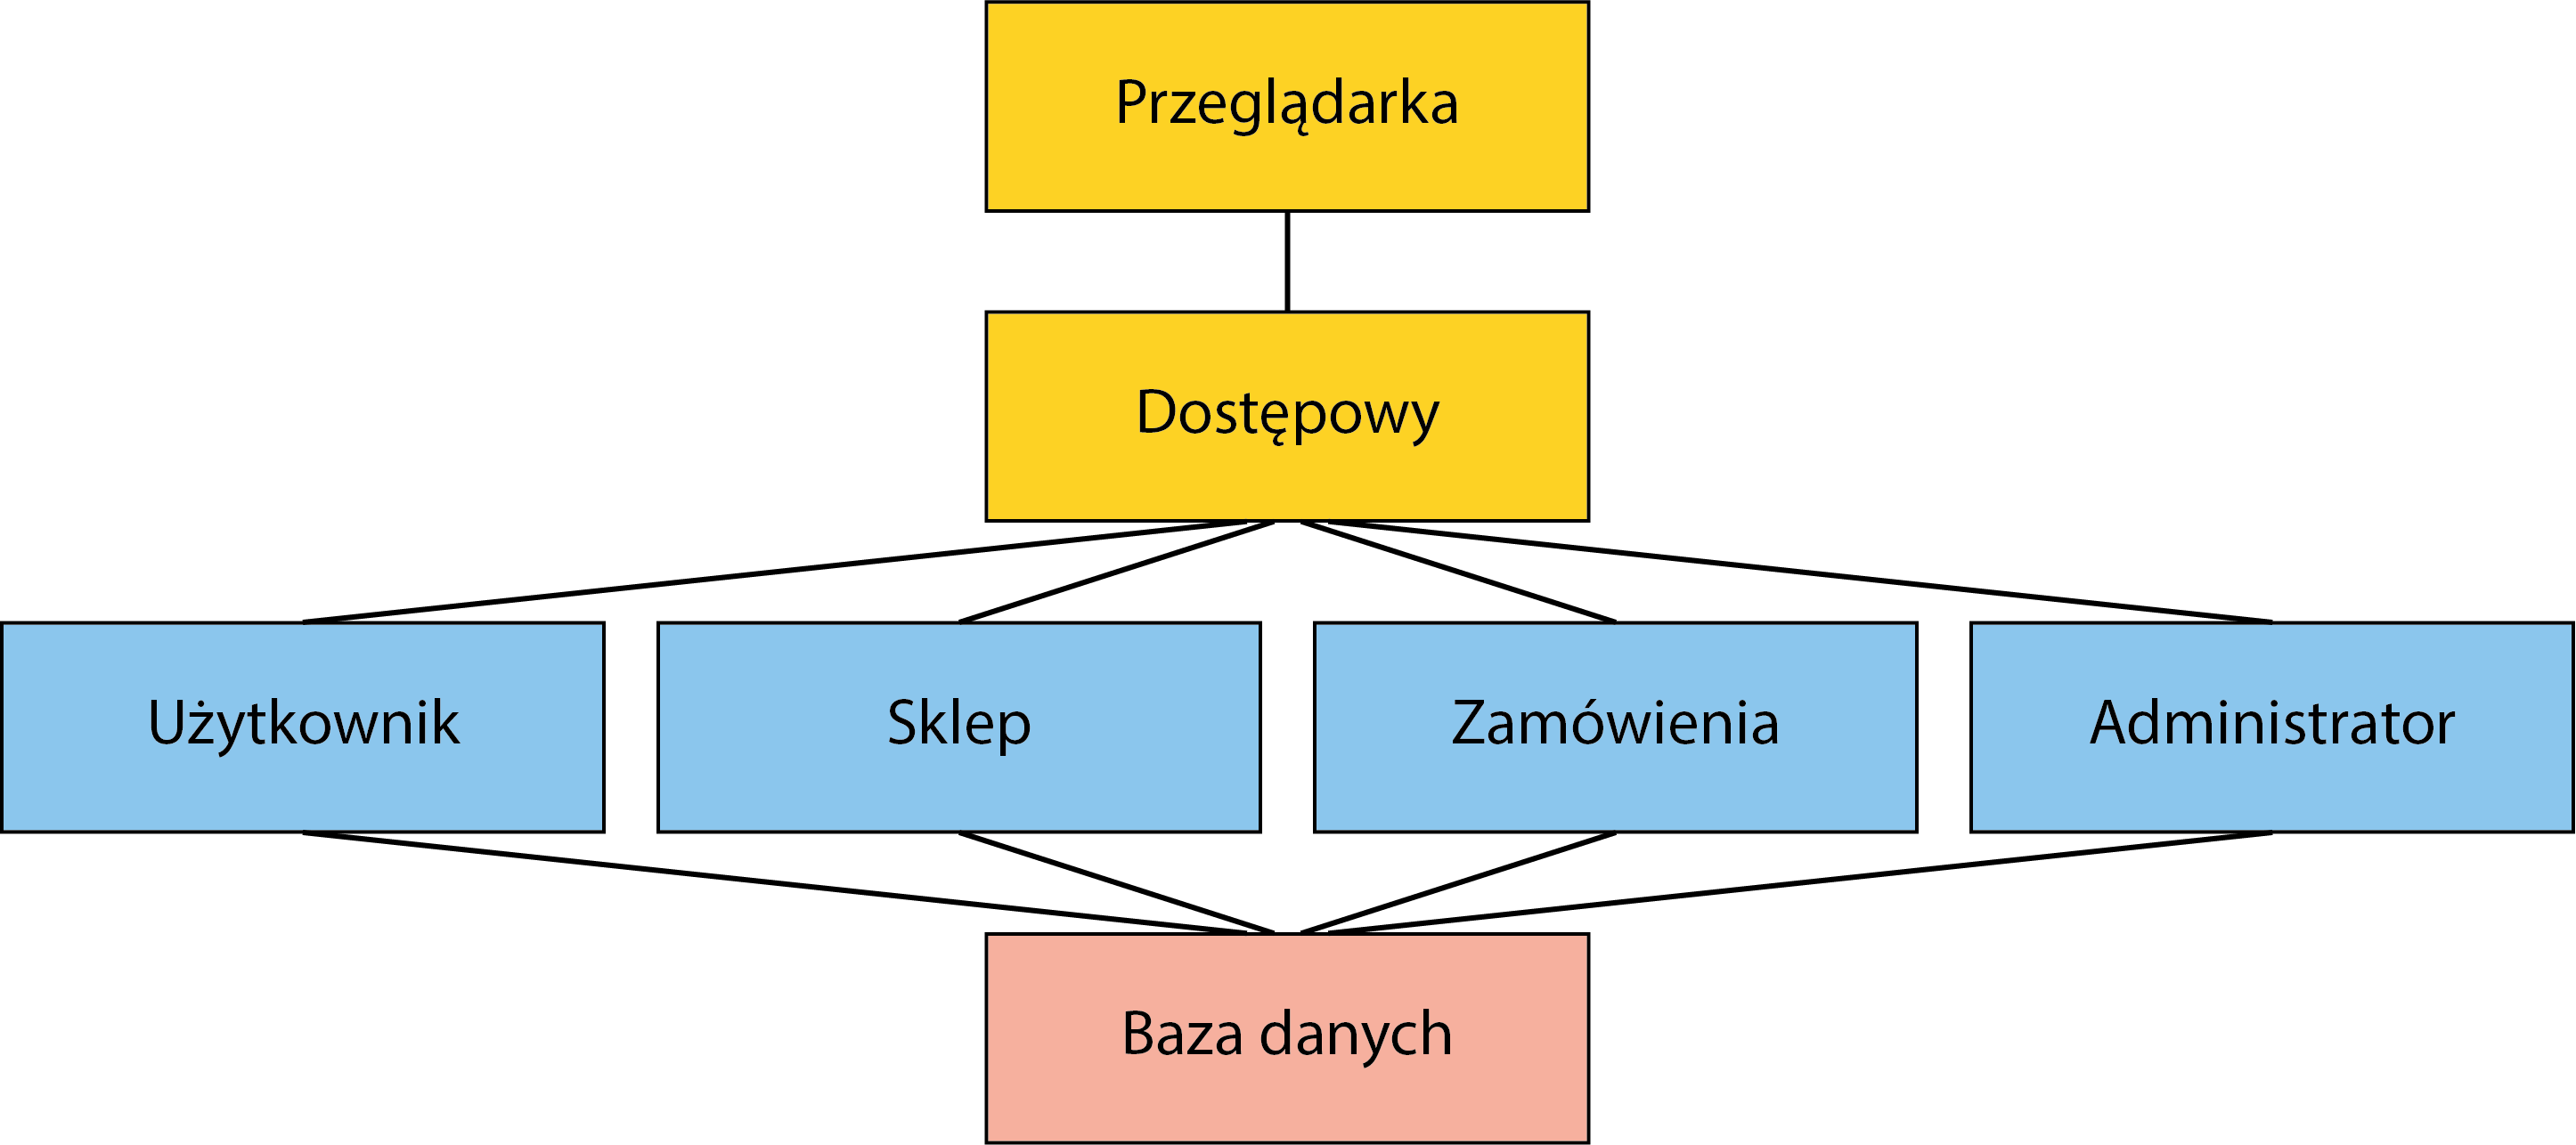 Przeglądarka
Dostępowy
Użytkownik
Sklep
Zamówienia
Administrator
Baza danych